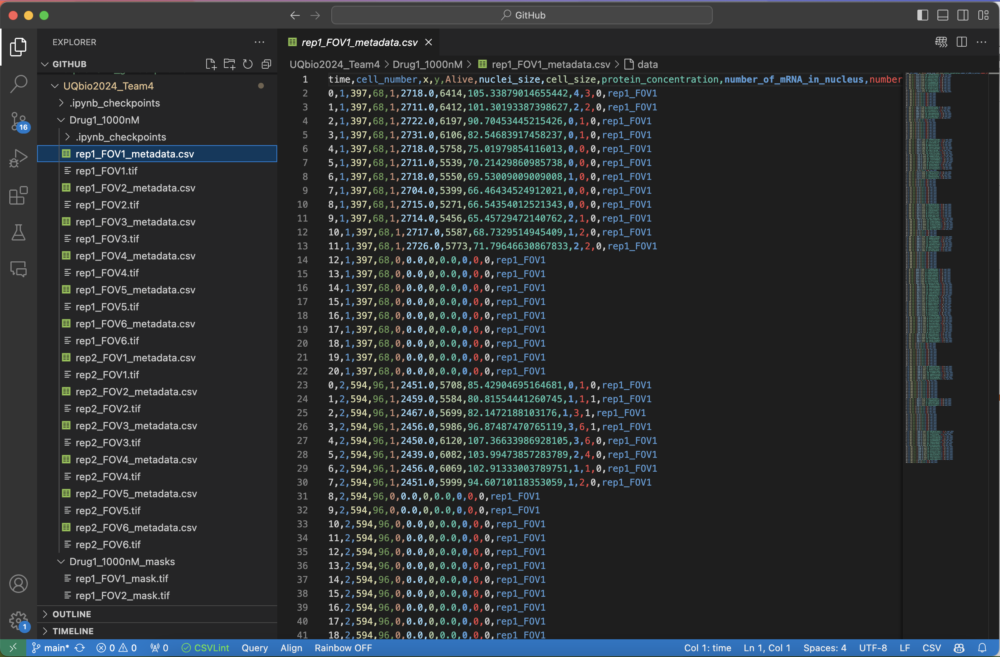 GitHub
EXPLORER
GITHUB
UQbio2024_Team4
.ipynb_checkpoints
Drug1_1000nM
.ipynb_checkpoints
rep1_FOV1_metadata.csv
rep1_FOV1.tif
rep1_FOV2_metadata.csv
rep1_FOV2.tif
rep1_FOV3_metadata.csv
rep1_FOV3.tif
rep1_FOV4_metadata.csv
rep1_FOV4.tif
rep1_FOV5_metadata.csv
rep1_FOV5.tif
rep1_FOV6_metadata.csv
rep1_FOV6.tif
rep2_FOV1_metadata.csv
rep2_FOV1.tif
rep2_FOV2_metadata.csv
rep2_FOV2.tif
rep2_FOV3_metadata.csv
rep2_FOV3.tif
rep2_FOV4_metadata.csv
rep2_FOV4.tif
rep2_FOV5_metadata.csv
rep2_FOV5.tif
rep2_FOV6_metadata.csv
rep2_FOV6.tif
Drug1_1000nM_masks
rep1_FOV1_mask.tif
rep1_FOV2_mask.tif
OUTLINE
TIMELINE
16
1
rep1_FOV1_metadata.csv
UQbio2024_Team4 > Drug1_1000nM > rep1_FOV1_metadata.csv > data
1 time,cell_number,x,y,Alive,nuclei_size,cell_size,protein_concentration,number_of_mRNA_in_nucleus,number
2 0,1,397,68,1,2718.0,6414,105.33879014655442,4,3,0,rep1_FOV1
3 1,1,397,68,1,2711.0,6412,101.30193387398627,2,2,0,rep1_FOV1
4 2,1,397,68,1,2722.0,6197,90.70453445215426,0,1,0,rep1_FOV1
5 3,1,397,68,1,2731.0,6106,82.54683917458237,0,1,0,rep1_FOV1
6 4,1,397,68,1,2718.0,5758,75.01979854116013,0,0,0,rep1_FOV1
7 5,1,397,68,1,2711.0,5539,70.21429860985738,0,0,0,rep1_FOV1
8 6,1,397,68,1,2718.0,5550,69.53009009009008,1,0,0,rep1_FOV1
9 7,1,397,68,1,2704.0,5399,66.46434524912021,0,0,0,rep1_FOV1
10 8,1,397,68,1,2715.0,5271,66.54354012521343,0,0,0,rep1_FOV1
11 9,1,397,68,1,2714.0,5456,65.45729472140762,2,1,0,rep1_FOV1
12 10,1,397,68,1,2717.0,5587,68.7329514945409,1,2,0,rep1_FOV1
13 11,1,397,68,1,2726.0,5773,71.79646630867833,2,2,0,rep1_FOV1
14 12,1,397,68,0,0.0,0,0.0,0,0,0,rep1_FOV1
15 13,1,397,68,0,0.0,0,0.0,0,0,0,rep1_FOV1
16 14,1,397,68,0,0.0,0,0.0,0,0,0,rep1_FOV1
17 15,1,397,68,0,0.0,0,0.0,0,0,0,rep1_FOV1
18 16,1,397,68,0,0.0,0,0.0,0,0,0,rep1_FOV1
19 17,1,397,68,0,0.0,0,0.0,0,0,0,rep1_FOV1
20 18,1,397,68,0,0.0,0,0.0,0,0,0,rep1_FOV1
21 19,1,397,68,0,0.0,0,0.0,0,0,0,rep1_FOV1
22 20,1,397,68,0,0.0,0,0.0,0,0,0,rep1_FOV1
23 0,2,594,96,1,2451.0,5708,85.42904695164681,0,1,0,rep1_FOV1
24 1,2,594,96,1,2459.0,5584,80.81554441260745,1,1,1,rep1_FOV1
25 2,2,594,96,1,2467.0,5699,82.1472188103176,1,3,1,rep1_FOV1
26 3,2,594,96,1,2456.0,5986,96.87487470765119,3,6,1,rep1_FOV1
27 4,2,594,96,1,2450.0,6120,107.36633986928105,3,6,0,rep1_FOV1
28 5,2,594,96,1,2439.0,6082,103.99473857283789,2,4,0,rep1_FOV1
29 6,2,594,96,1,2456.0,6069,102.91333003789751,1,1,0,rep1_FOV1
30 7,2,594,96,1,2451.0,5999,94.60710118353059,1,2,0,rep1_FOV1
31 8,2,594,96,0,0.0,0,0.0,0,0,0,rep1_FOV1
32 9,2,594,96,0,0.0,0,0.0,0,0,0,rep1_FOV1
33 10,2,594,96,0,0.0,0,0.0,0,0,0,rep1_FOV1
34 11,2,594,96,0,0.0,0,0.0,0,0,0,rep1_FOV1
35 12,2,594,96,0,0.0,0,0.0,0,0,0,rep1_FOV1
36 13,2,594,96,0,0.0,0,0.0,0,0,0,rep1_FOV1
37 14,2,594,96,0,0.0,0,0.0,0,0,0,rep1_FOV1
38 15,2,594,96,0,0.0,0,0.0,0,0,0,rep1_FOV1
39 16,2,594,96,0,0.0,0,0.0,0,0,0,rep1_FOV1
40 17,2,594,96,0,0.0,0,0.0,0,0,0,rep1_FOV1
41 18,2,594,96,0,0.0,0,0.0,0,0,0,rep1_FOV1
main* 0 0 0 CSVLint Query Align Rainbow OFF Col 1: time Ln 1, Col 1 Spaces: 4 UTF-8 LF CSV